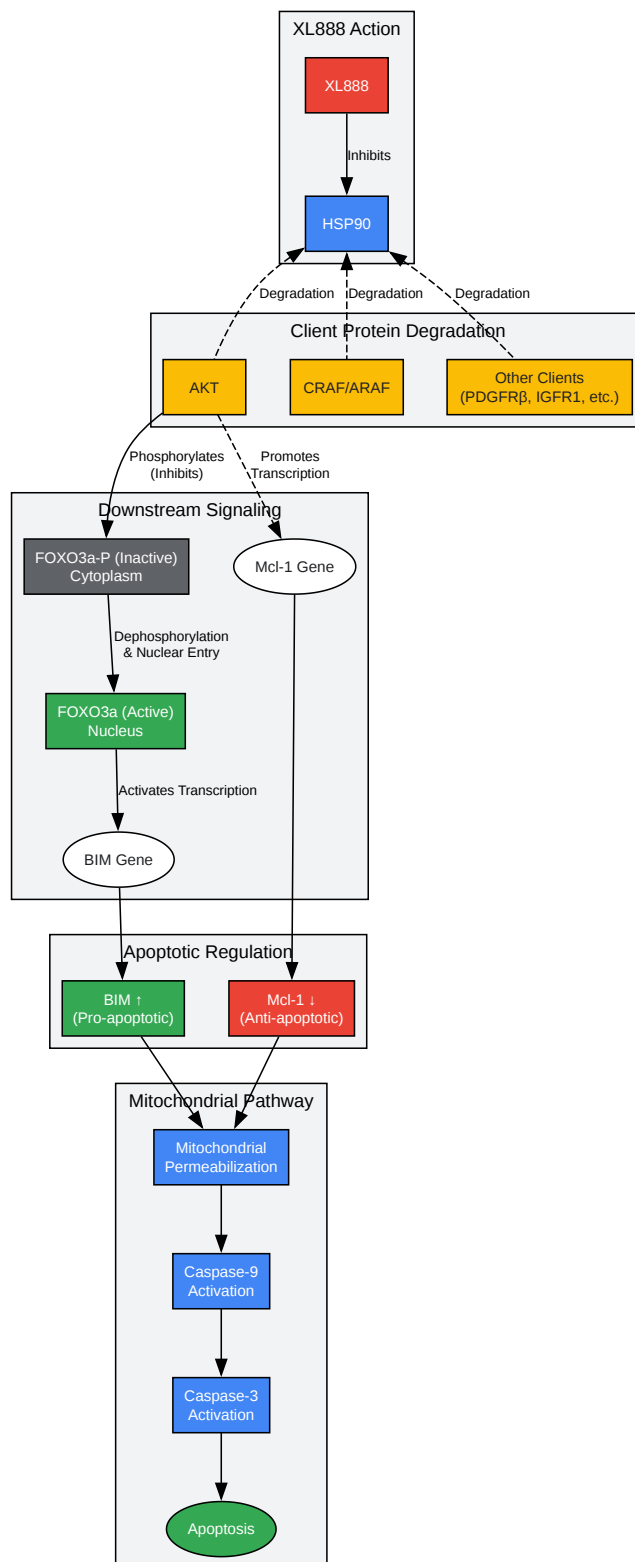 XL888 Action
XL888
Inhibits
HSP90
Degradation
Degradation
Degradation
Client Protein Degradation
AKT
CRAF/ARAF
Other Clients
(PDGFRβ, IGFR1, etc.)
Phosphorylates
(Inhibits)
Promotes
Transcription
Downstream Signaling
FOXO3a-P (Inactive)
Cytoplasm
Mcl-1 Gene
Dephosphorylation
& Nuclear Entry
FOXO3a (Active)
Nucleus
Activates Transcription
BIM Gene
Apoptotic Regulation
BIM ↑
(Pro-apoptotic)
Mcl-1 ↓
(Anti-apoptotic)
Mitochondrial Pathway
Mitochondrial
Permeabilization
Caspase-9
Activation
Caspase-3
Activation
Apoptosis